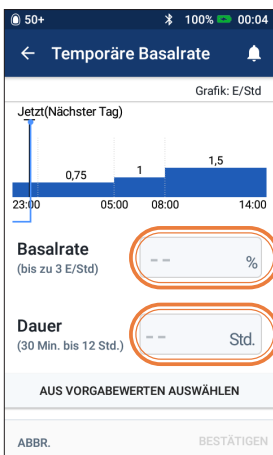 50+ 100% 00:04
Temporäre Basalrate
Grafik: E/Std
Jetzt(Nächster Tag)
0,75 1 1,5
23:00 05:00 08:00 14:00
Basalrate
(bis zu 3 E/Std)
-- %
Dauer
(30 Min. bis 12 Std.)
-- Std.
AUS VORGABEWERTEN AUSWÄHLEN
ABBR. BESTÄTIGEN